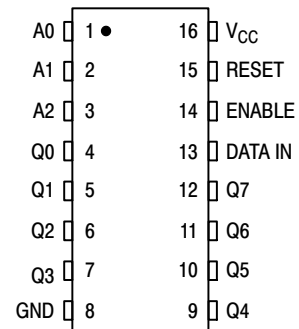 A0 1 16 V_CC
A1 2 15 RESET
A2 3 14 ENABLE
Q0 4 13 DATA IN
Q1 5 12 Q7
Q2 6 11 Q6
Q3 7 10 Q5
GND 8 9 Q4